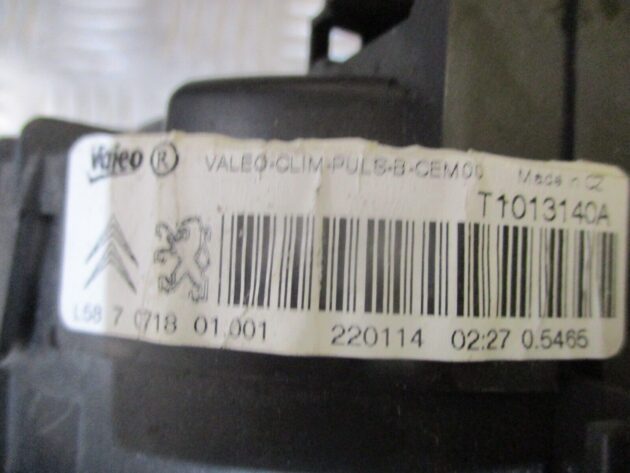 Valeo ® VALEO-CLIM-PULS-B-CEM00 Made in CZ
T1013140A
L58 7 0718 01.001 220114 02:27 0.5465